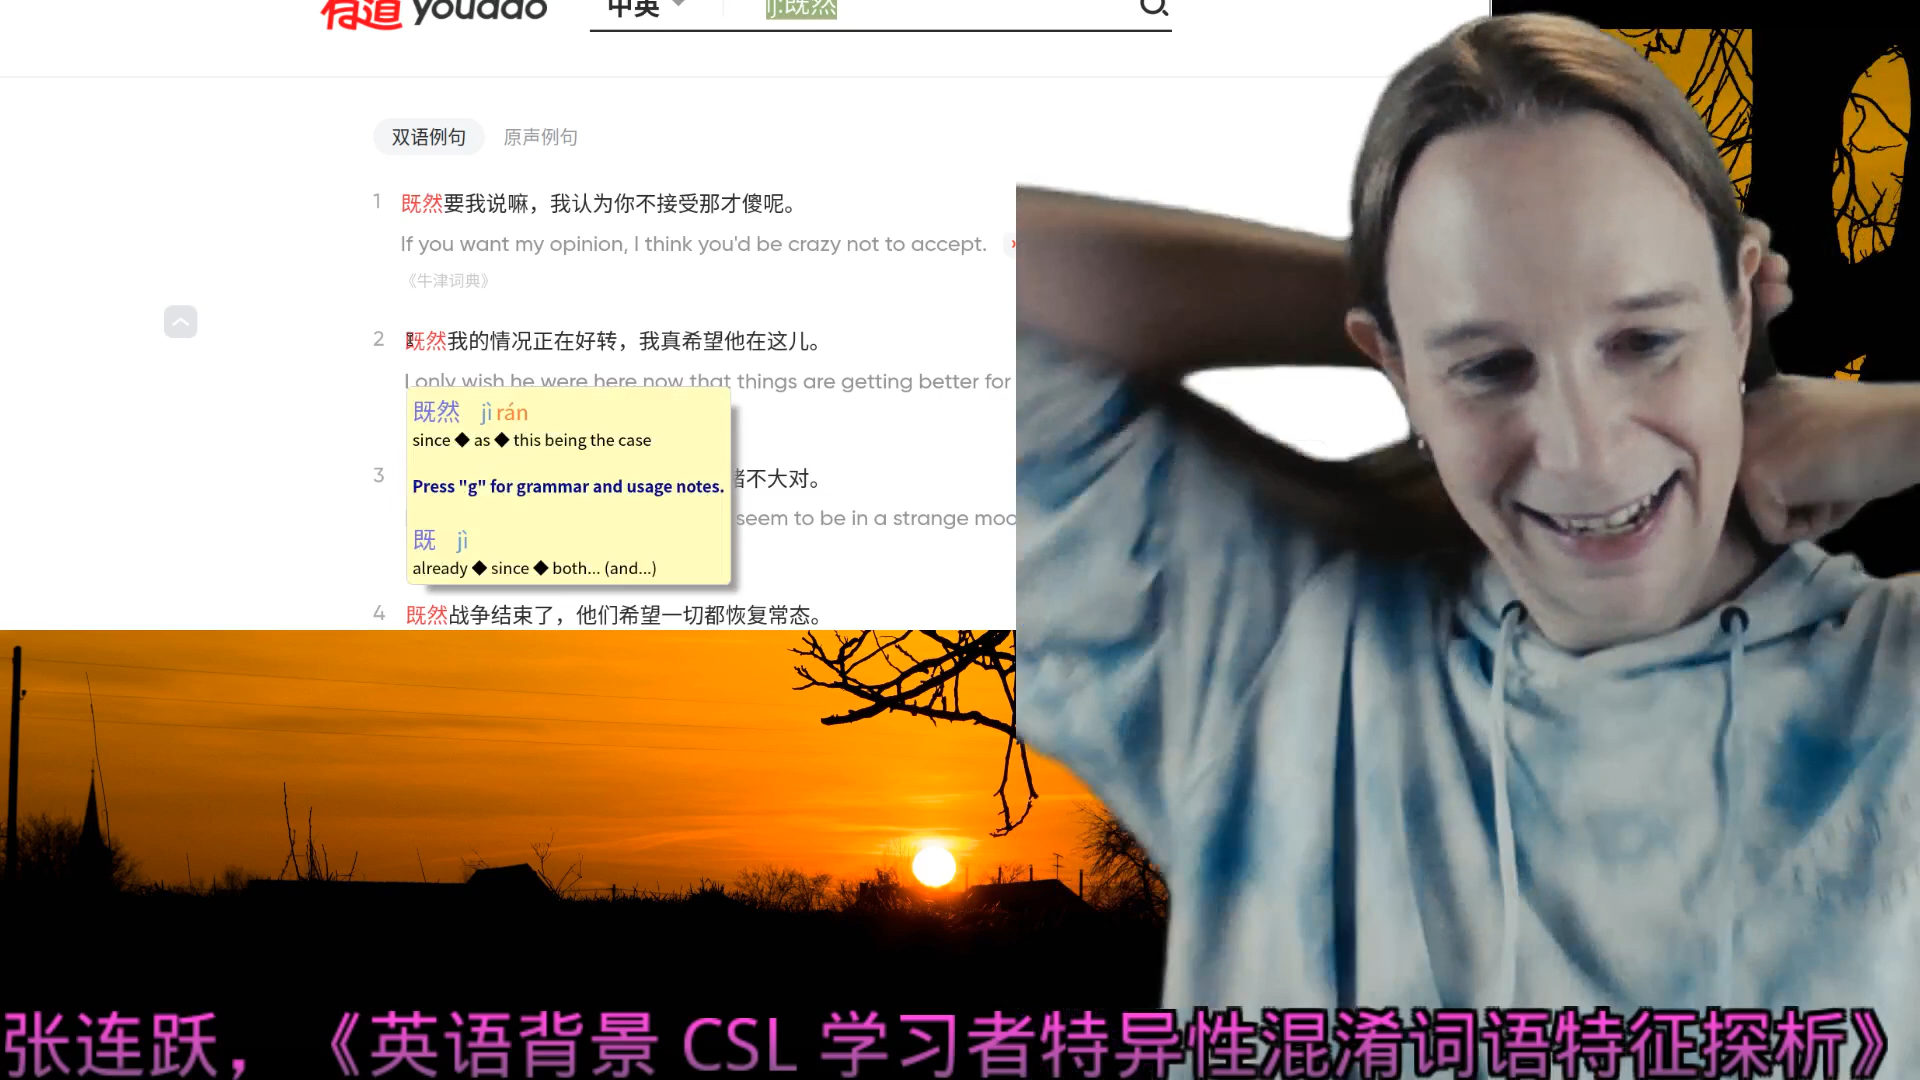 有道 youdao
中英
lj:既然
双语例句 原声例句
1 既然要我说嘛，我认为你不接受那才傻呢。
If you want my opinion, I think you'd be crazy not to accept.
《牛津词典》
2 既然我的情况正在好转，我真希望他在这儿。
I only wish he were here now that things are getting better for
既然 jì rán
since ◆ as ◆ this being the case
Press "g" for grammar and usage notes.
既 jì
already ◆ since ◆ both... (and...)
3 不大对。
seem to be in a strange moo
4 既然战争结束了，他们希望一切都恢复常态。
张连跃，《英语背景 CSL 学习者特异性混淆词语特征探析》